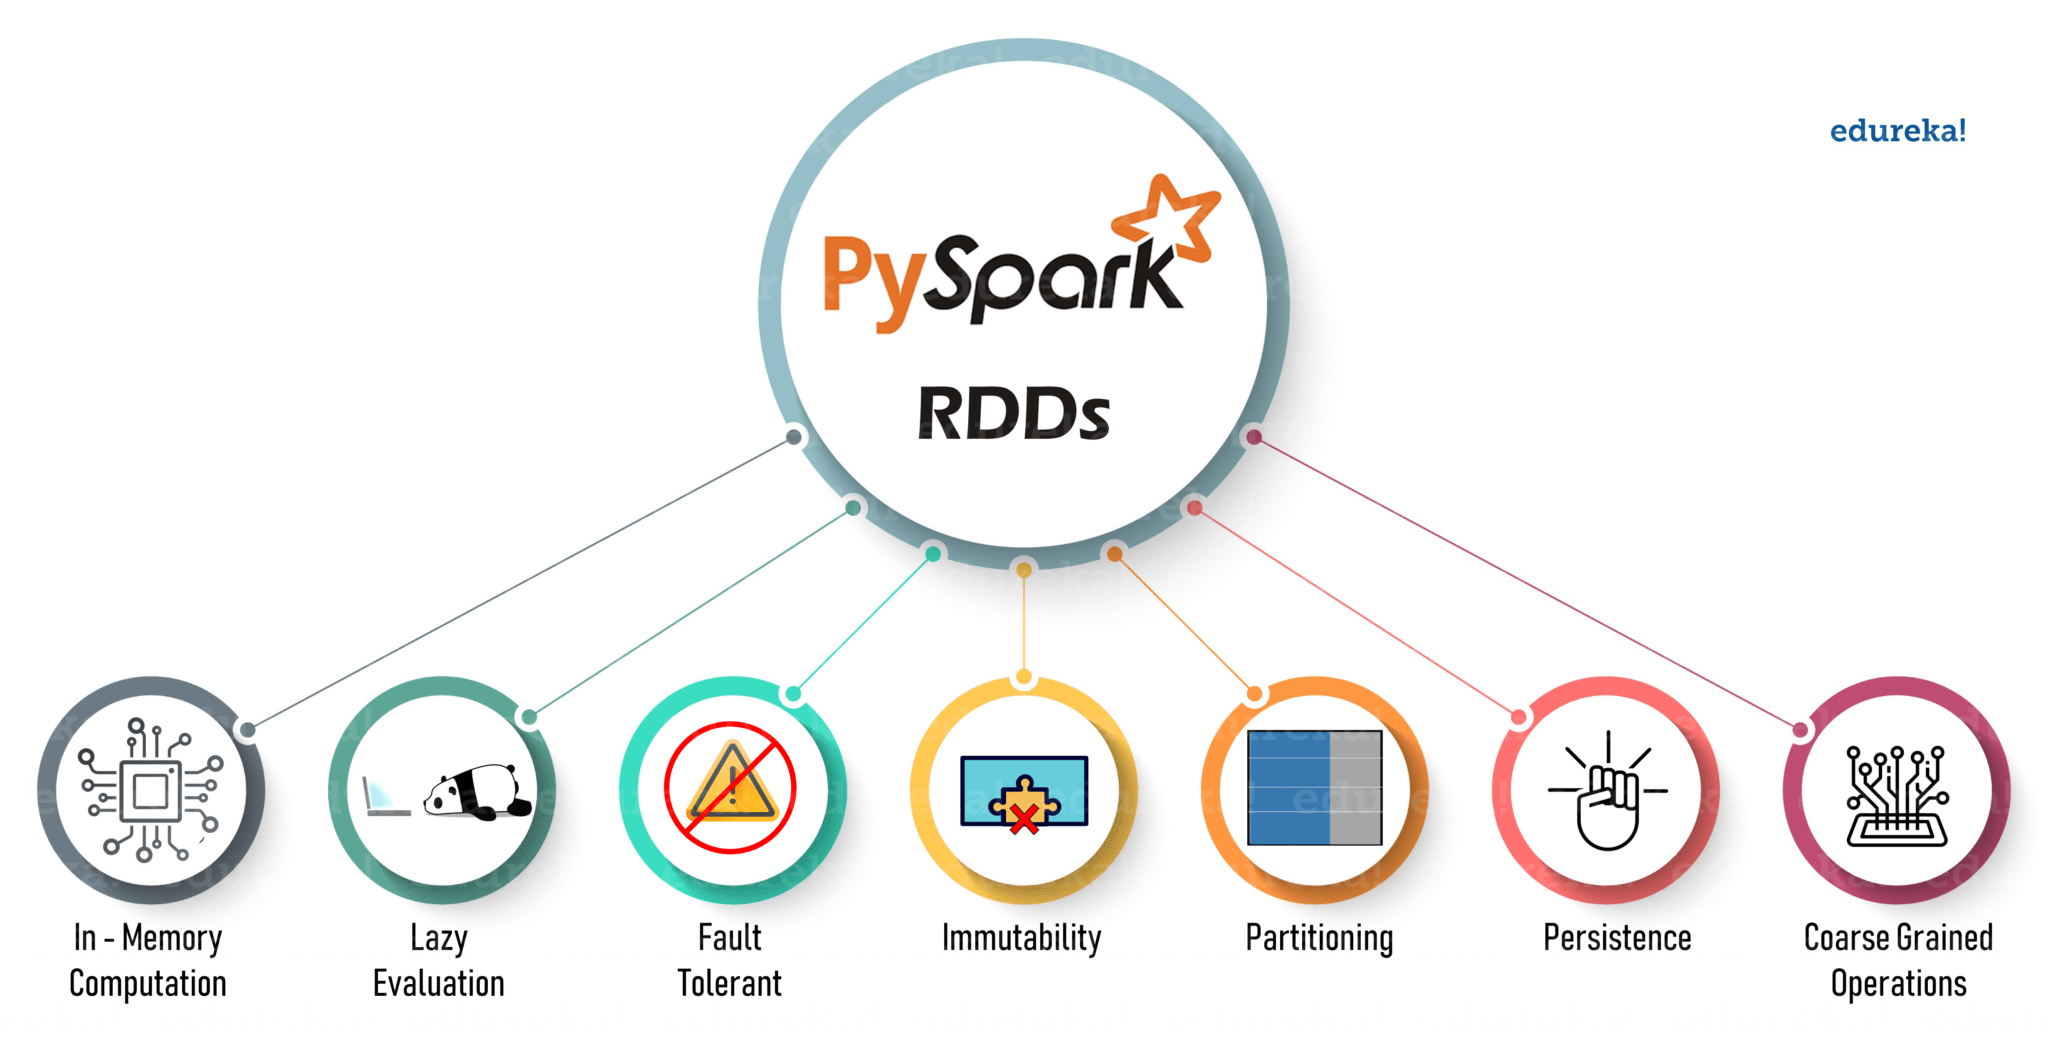 edureka!
PySpark
RDDs
In - Memory
Computation
Lazy
Evaluation
Fault
Tolerant
Immutability
Partitioning
Persistence
Coarse Grained
Operations